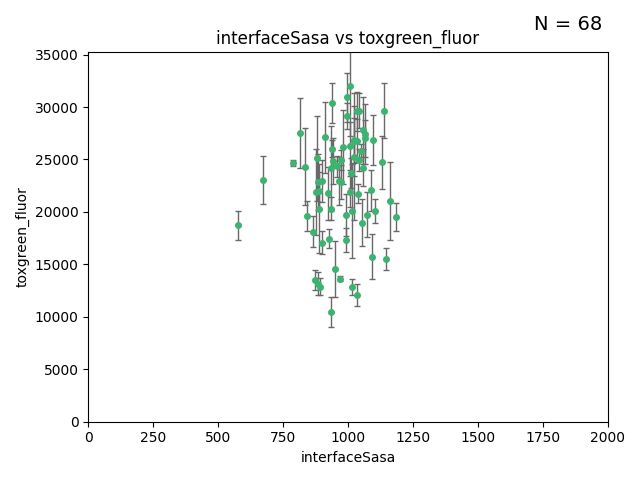 N = 68
interfaceSasa vs toxgreen_fluor
35000
30000
25000
20000
15000
10000
5000
0
toxgreen_fluor
0 250 500 750 1000 1250 1500 1750 2000
interfaceSasa